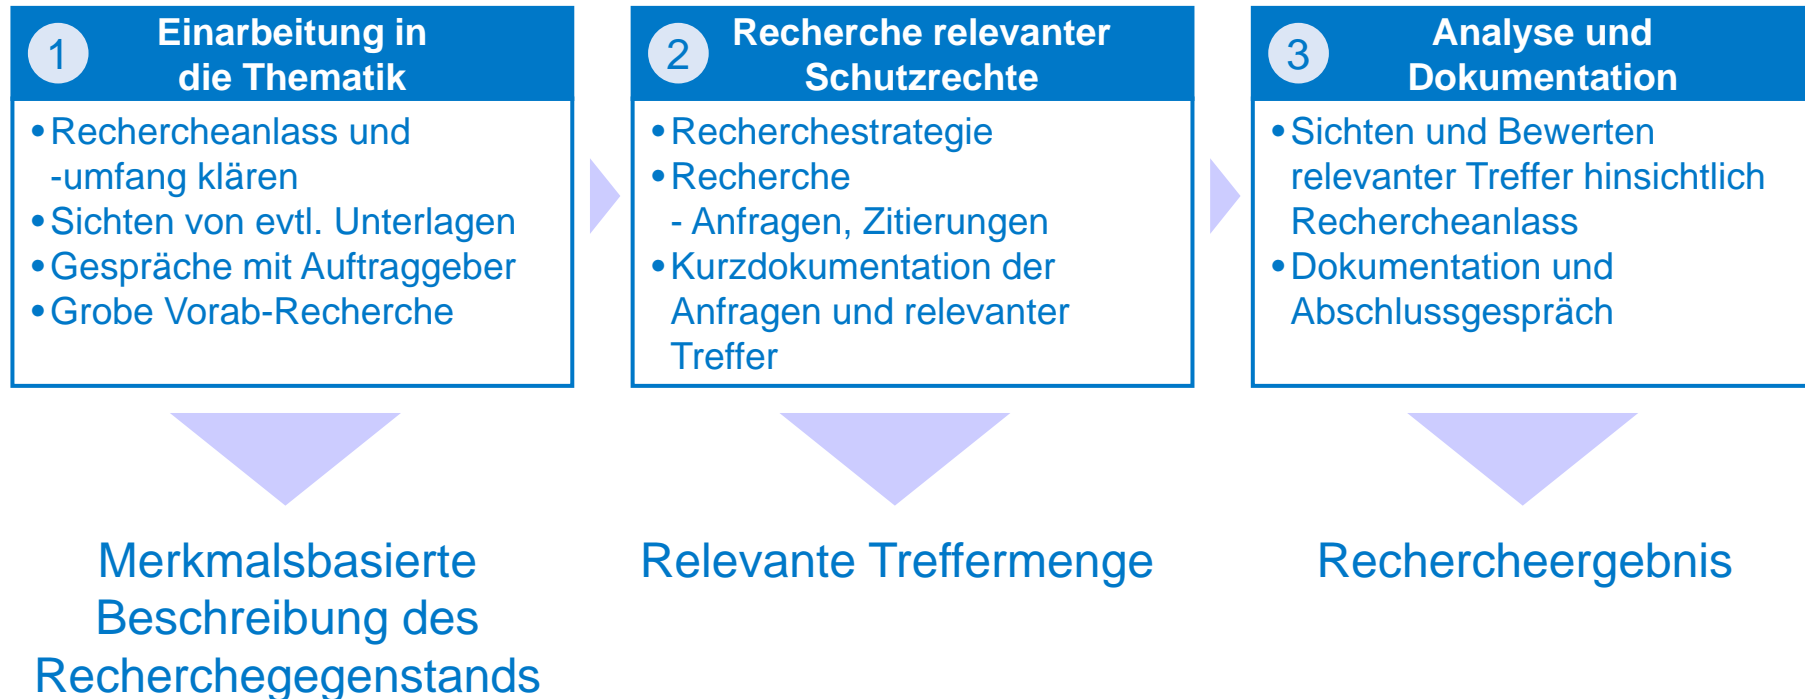 1
Einarbeitung in
die Thematik
•Rechercheanlass und
-umfang klären
•Sichten von evtl. Unterlagen
•Gespräche mit Auftraggeber
•Grobe Vorab-Recherche
Merkmalsbasierte
Beschreibung des
Recherchegegenstands
2
Recherche relevanter
Schutzrechte
•Recherchestrategie
•Recherche
- Anfragen, Zitierungen
•Kurzdokumentation der
Anfragen und relevanter
Treffer
Relevante Treffermenge
3
Analyse und
Dokumentation
•Sichten und Bewerten
relevanter Treffer hinsichtlich
Rechercheanlass
•Dokumentation und
Abschlussgespräch
Rechercheergebnis